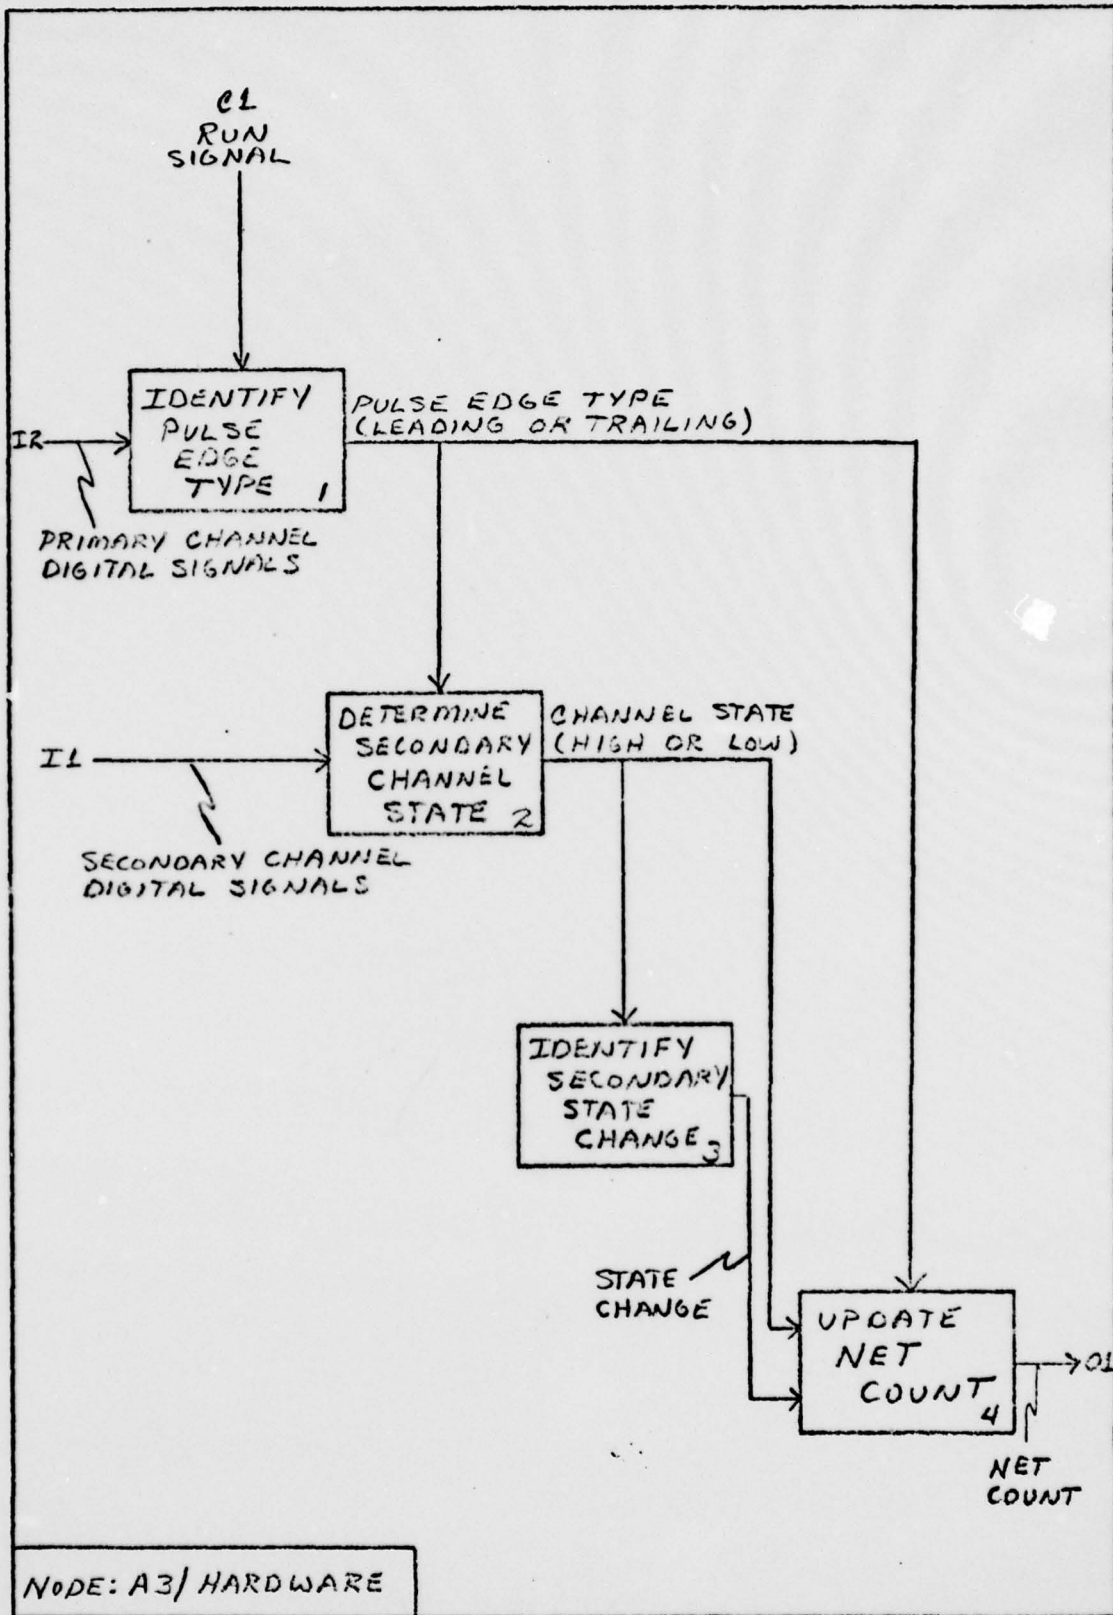 C1
RUN
SIGNAL
IDENTIFY
PULSE
EDGE
TYPE 1
PULSE EDGE TYPE
(LEADING OR TRAILING)
I2
PRIMARY CHANNEL
DIGITAL SIGNALS
DETERMINE
SECONDARY
CHANNEL
STATE 2
CHANNEL STATE
(HIGH OR LOW)
I1
SECONDARY CHANNEL
DIGITAL SIGNALS
IDENTIFY
SECONDARY
STATE
CHANGE 3
STATE
CHANGE
UPDATE
NET
COUNT 4
O1
NET
COUNT
NODE: A3/HARDWARE